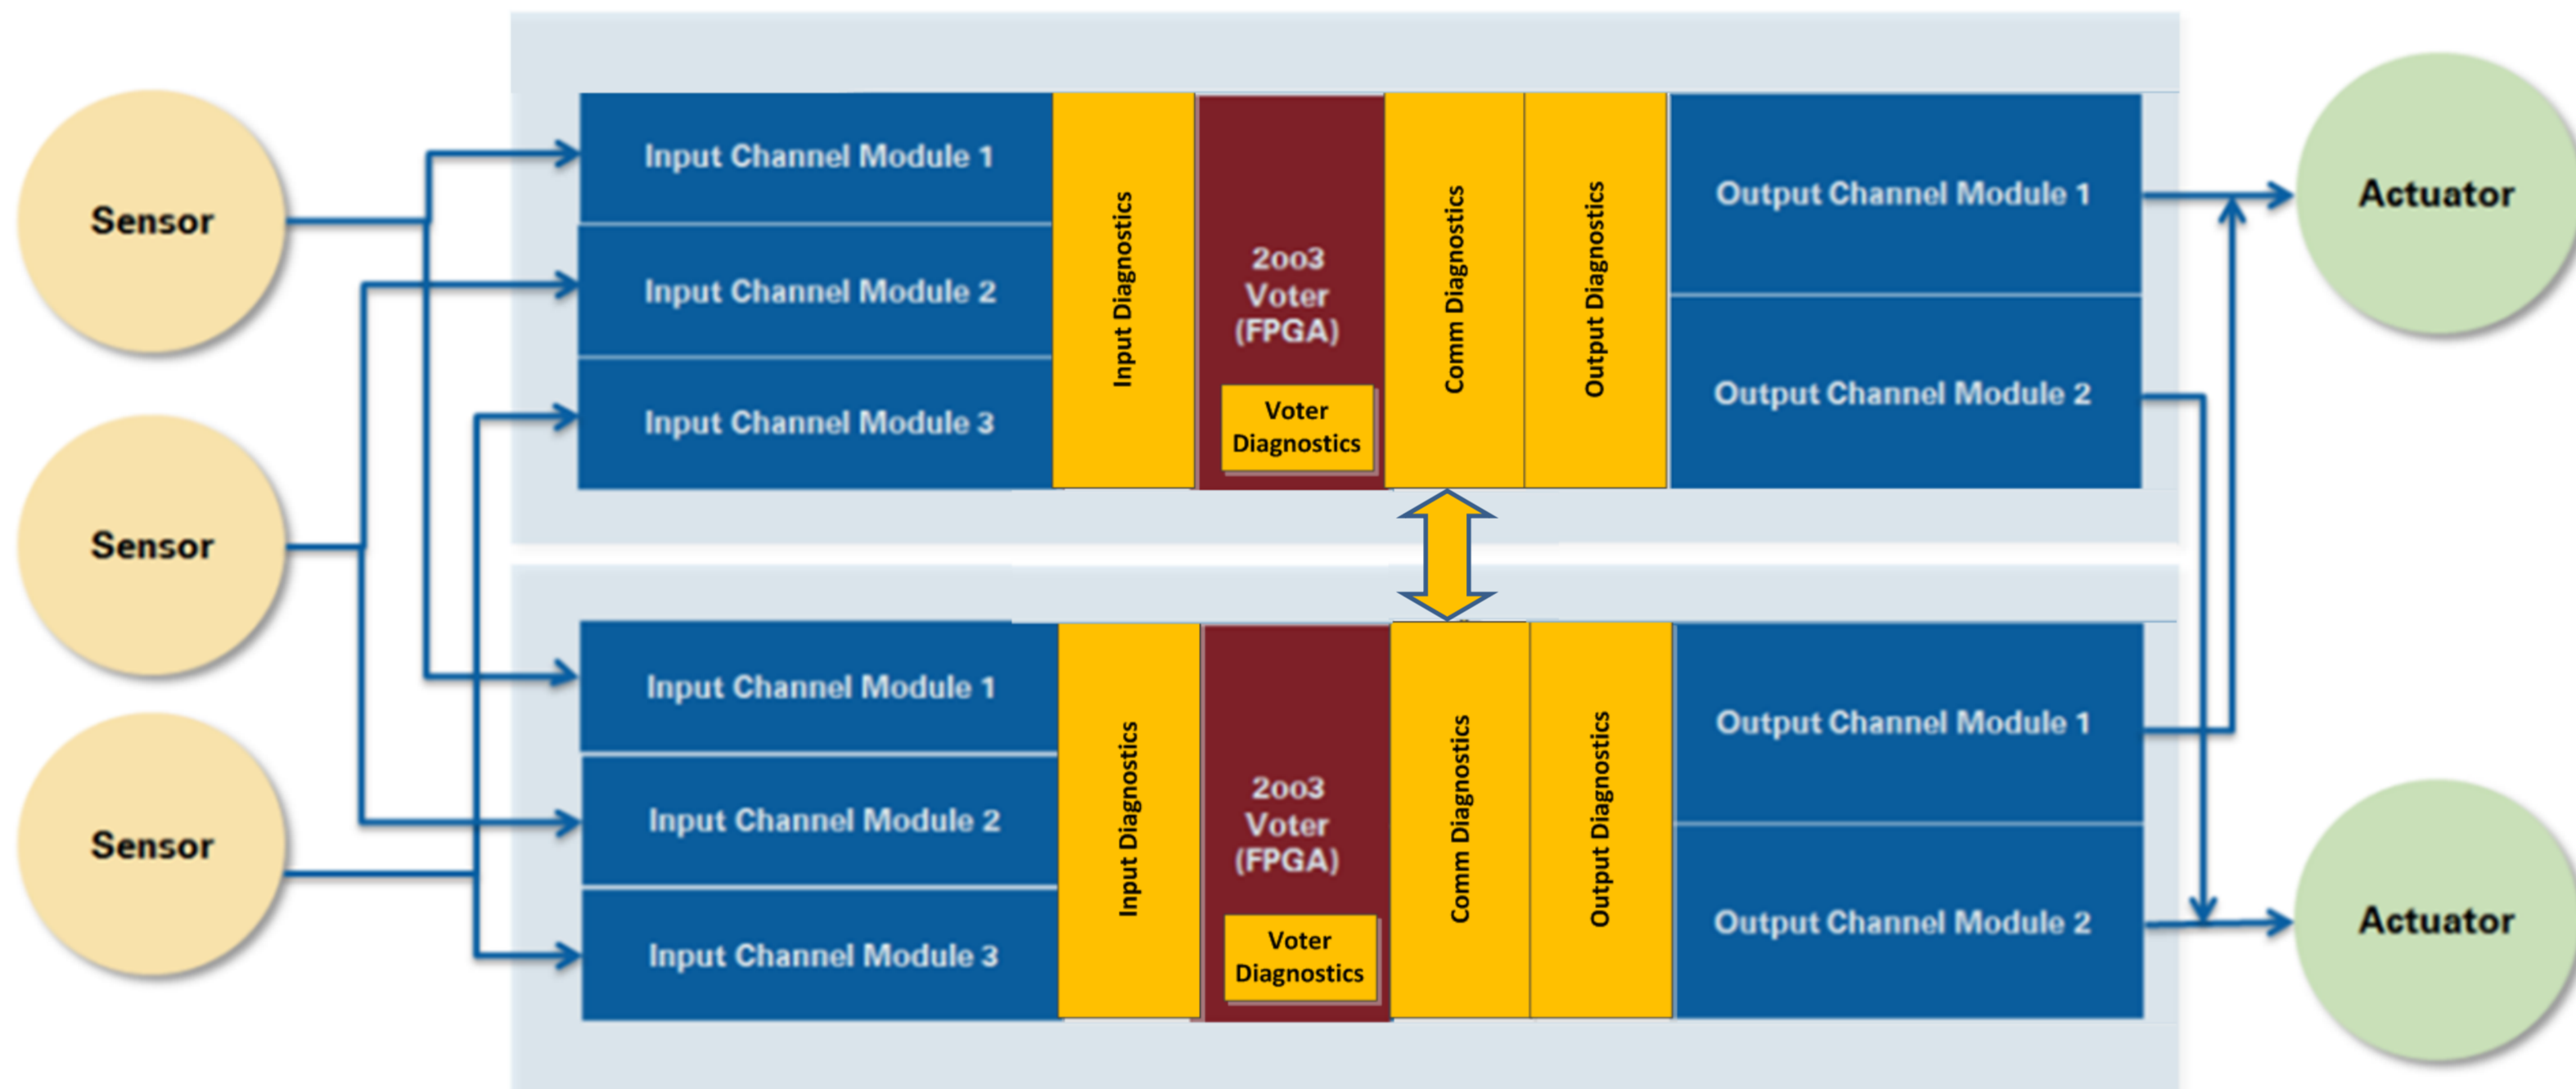 Sensor
Sensor
Sensor
Input Channel Module 1
Input Channel Module 2
Input Channel Module 3
Input Diagnostics
2oo3
Voter
(FPGA)
Voter
Diagnostics
Comm Diagnostics
Output Diagnostics
Output Channel Module 1
Output Channel Module 2
Input Channel Module 1
Input Channel Module 2
Input Channel Module 3
Input Diagnostics
2oo3
Voter
(FPGA)
Voter
Diagnostics
Comm Diagnostics
Output Diagnostics
Output Channel Module 1
Output Channel Module 2
Actuator
Actuator